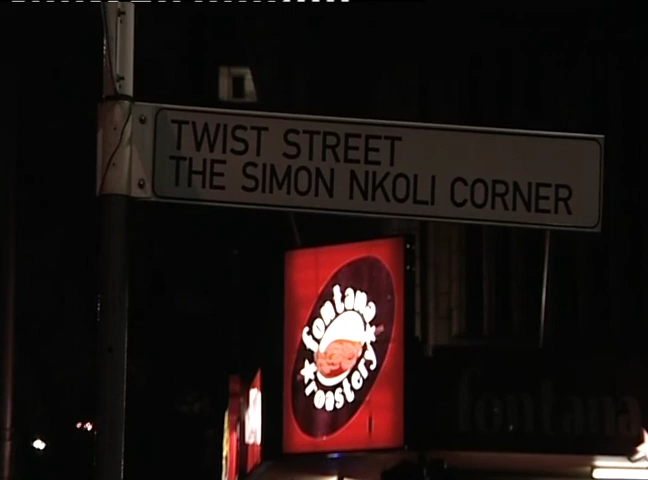 TWIST STREET
THE SIMON NKOLI CORNER
fontana
roastery
fontana